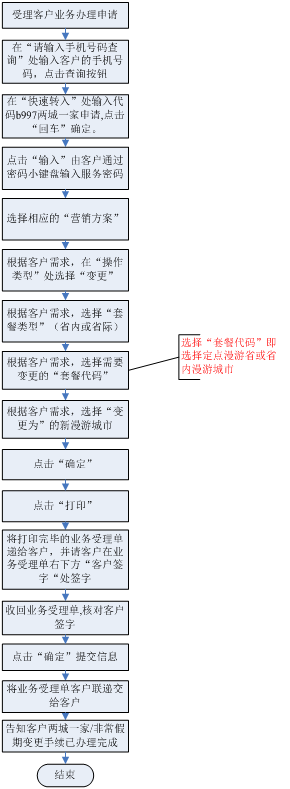 受理客户业务办理申请
在“请输入手机号码查
询”处输入客户的手机号
码，点击查询按钮
在“快速转入”处输入代
码b997两城一家申请,点击
“回车”确定。
点击“输入”由客户通过
密码小键盘输入服务密码
选择相应的“营销方案”
根据客户需求，在“操作
类型”处选择“变更”
根据客户需求，选择“套
餐类型”（省内或省际）
根据客户需求，选择需要
变更的“套餐代码”
选择“套餐代码”即
选择定点漫游省或省
内漫游城市
根据客户需求，选择“变
更为”的新漫游城市
点击“确定”
点击“打印”
将打印完毕的业务受理单
递给客户，并请客户在业
务受理单右下方“客户签
字“处签字
收回业务受理单,核对客户
签字
点击“确定”提交信息
将业务受理单客户联递交
给客户
告知客户两城一家/非常假
期变更手续已办理完成
结束